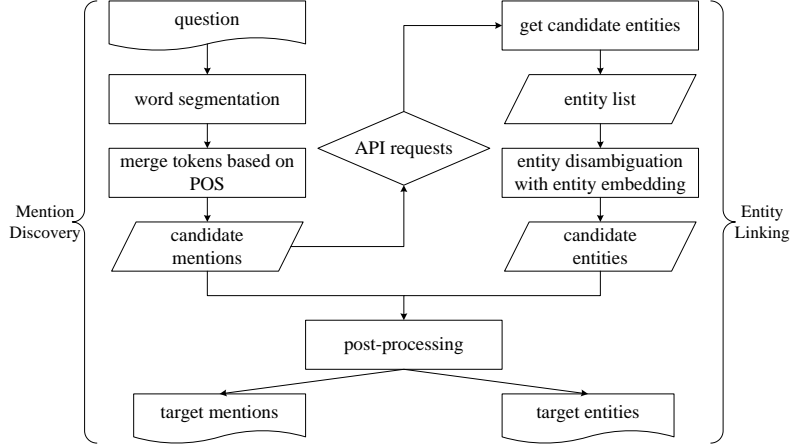 question
word segmentation
merge tokens based on
POS
candidate
mentions
Mention
Discovery
API requests
get candidate entities
entity list
entity disambiguation
with entity embedding
candidate
entities
Entity
Linking
post-processing
target mentions
target entities